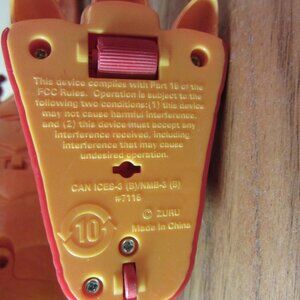 This device complies with Part 15 of the
FCC Rules. Operation is subject to the
following two conditions:(1) this device
may not cause harmful interference,
and (2) this device must accept any
interference received, including
interference that may cause
undesired operation.
CAN ICES-3 (B)/NMB-3 (B)
#7116
© ZURU
Made in China
10